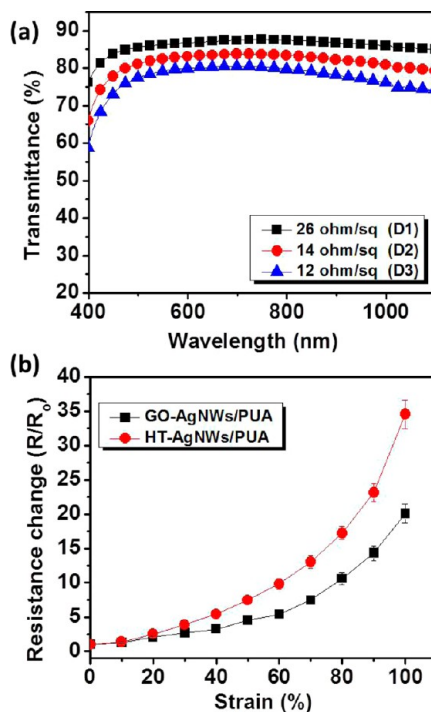 (a)
90
80
70
60
50
40
30
20
Transmittance (%)
26 ohm/sq (D1)
14 ohm/sq (D2)
12 ohm/sq (D3)
400 600 800 1000
Wavelength (nm)
(b)
40
35
30
25
20
15
10
5
0
Resistance change (R/R₀)
GO-AgNWs/PUA
HT-AgNWs/PUA
0 20 40 60 80 100
Strain (%)